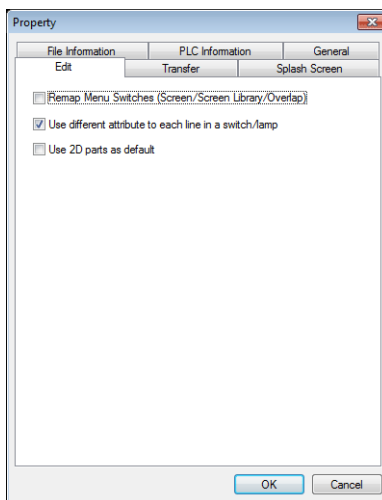 Property
File Information PLC Information General
Edit Transfer Splash Screen
Remap Menu Switches (Screen/Screen Library/Overlap)
Use different attribute to each line in a switch/lamp
Use 2D parts as default
OK Cancel